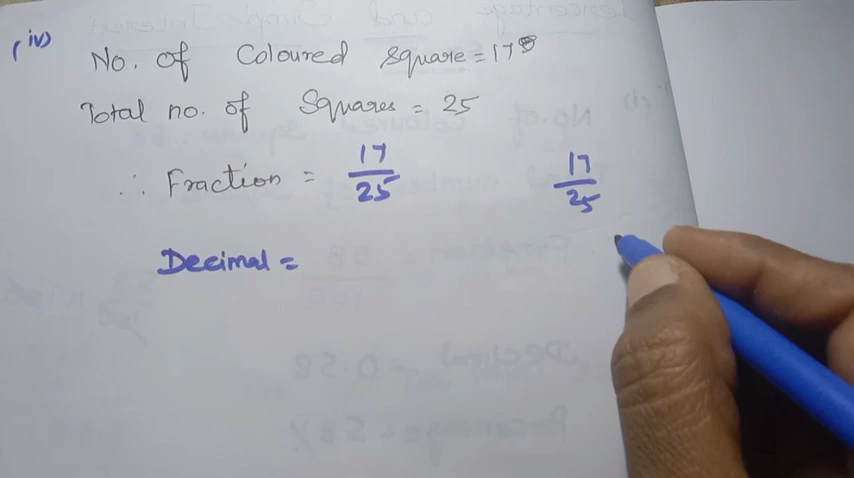 (iv)
No. of Coloured Square = 17
Total no. of Squares = 25
∴ Fraction = 17/25
17/25
Decimal =